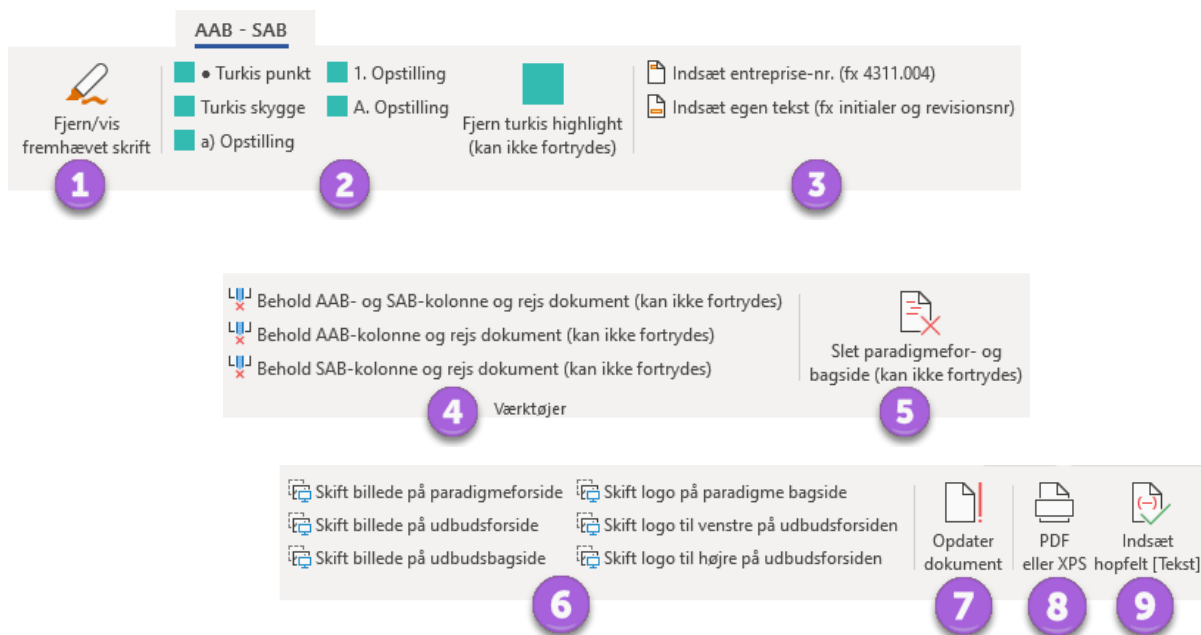 AAB - SAB
Fjern/vis
fremhævet skrift
1
● Turkis punkt
Turkis skygge
a) Opstilling
1. Opstilling
A. Opstilling
2
Fjern turkis highlight
(kan ikke fortrydes)
Indsæt entreprise-nr. (fx 4311.004)
Indsæt egen tekst (fx initialer og revisionsnr)
3
Behold AAB- og SAB-kolonne og rejs dokument (kan ikke fortrydes)
Behold AAB-kolonne og rejs dokument (kan ikke fortrydes)
Behold SAB-kolonne og rejs dokument (kan ikke fortrydes)
4
Værktøjer
Slet paradigmefor- og
bagside (kan ikke fortrydes)
5
Skift billede på paradigmeforside
Skift billede på udbudsforside
Skift billede på udbudsbagside
Skift logo på paradigme bagside
Skift logo til venstre på udbudsforsiden
Skift logo til højre på udbudsforsiden
6
Opdater
dokument
7
PDF
eller XPS
8
(–)
Indsæt
hopfelt [Tekst]
9